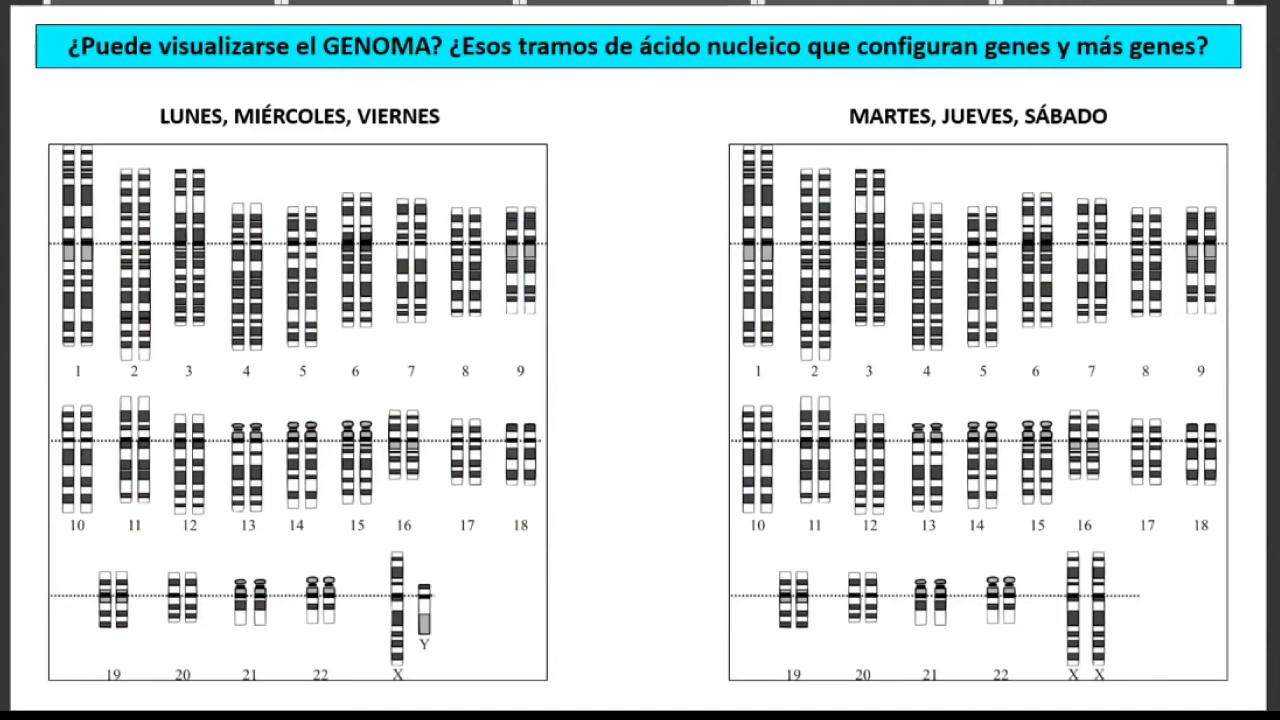 ¿Puede visualizarse el GENOMA? ¿Esos tramos de ácido nucleico que configuran genes y más genes?
LUNES, MIÉRCOLES, VIERNES
1 2 3 4 5 6 7 8 9
10 11 12 13 14 15 16 17 18
Y
19 20 21 22 X
MARTES, JUEVES, SÁBADO
1 2 3 4 5 6 7 8 9
10 11 12 13 14 15 16 17 18
19 20 21 22 X X